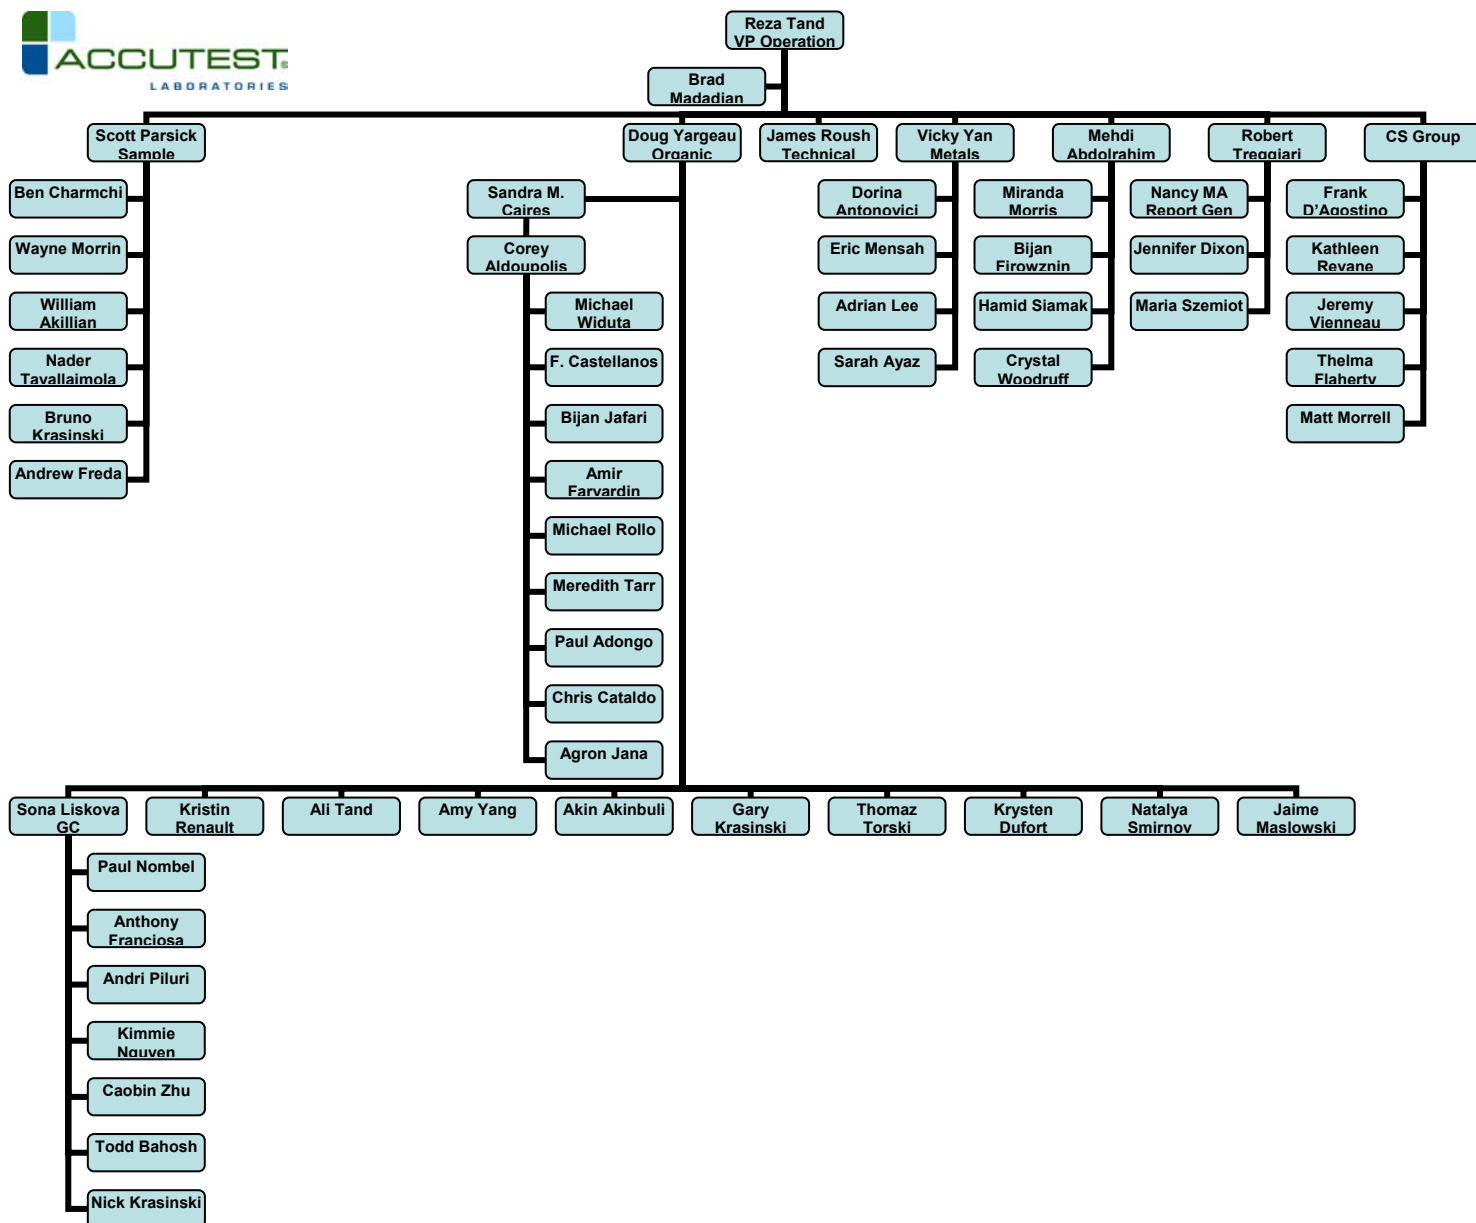 Reza Tand
VP Operation
ACCUTEST
LABORATORIES
Brad
Madadian
Scott Parsick
Sample
Doug Yargeau
Organic
James Roush
Technical
Vicky Yan
Metals
Mehdi
Abdolrahim
Robert
Treggiari
CS Group
Ben Charmchi
Wayne Morrin
William
Akillian
Nader
Tavallaimola
Bruno
Krasinski
Andrew Freda
Sandra M.
Caires
Corey
Aldoupolis
Michael
Widuta
F. Castellanos
Bijan Jafari
Amir
Farvardin
Michael Rollo
Meredith Tarr
Paul Adongo
Chris Cataldo
Agron Jana
Dorina
Antonovici
Eric Mensah
Adrian Lee
Sarah Ayaz
Miranda
Morris
Bijan
Firowznin
Hamid Siamak
Crystal
Woodruff
Nancy MA
Report Gen
Jennifer Dixon
Maria Szemiot
Frank
D’Agostino
Kathleen
Revane
Jeremy
Vienneau
Thelma
Flaherty
Matt Morrell
Sona Liskova
GC
Kristin
Renault
Ali Tand
Amy Yang
Akin Akinbuli
Gary
Krasinski
Thomaz
Torski
Krysten
Dufort
Natalya
Smirnov
Jaime
Maslowski
Paul Nombel
Anthony
Franciosa
Andri Piluri
Kimmie
Nguyen
Caobin Zhu
Todd Bahosh
Nick Krasinski